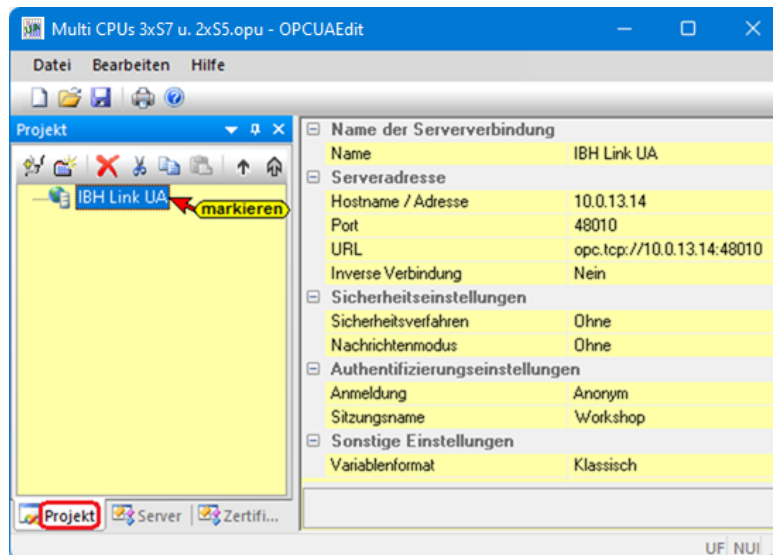 Multi CPUs 3xS7 u. 2xS5.opu - OPCUAEdit
Datei Bearbeiten Hilfe
Projekt
IBH Link UA
markieren
Name der Serververbindung
Name IBH Link UA
Serveradresse
Hostname / Adresse 10.0.13.14
Port 48010
URL opc.tcp://10.0.13.14:48010
Inverse Verbindung Nein
Sicherheitseinstellungen
Sicherheitsverfahren Ohne
Nachrichtenmodus Ohne
Authentifizierungseinstellungen
Anmeldung Anonym
Sitzungsname Workshop
Sonstige Einstellungen
Variablenformat Klassisch
Projekt Server Zertifi...
UF NUI